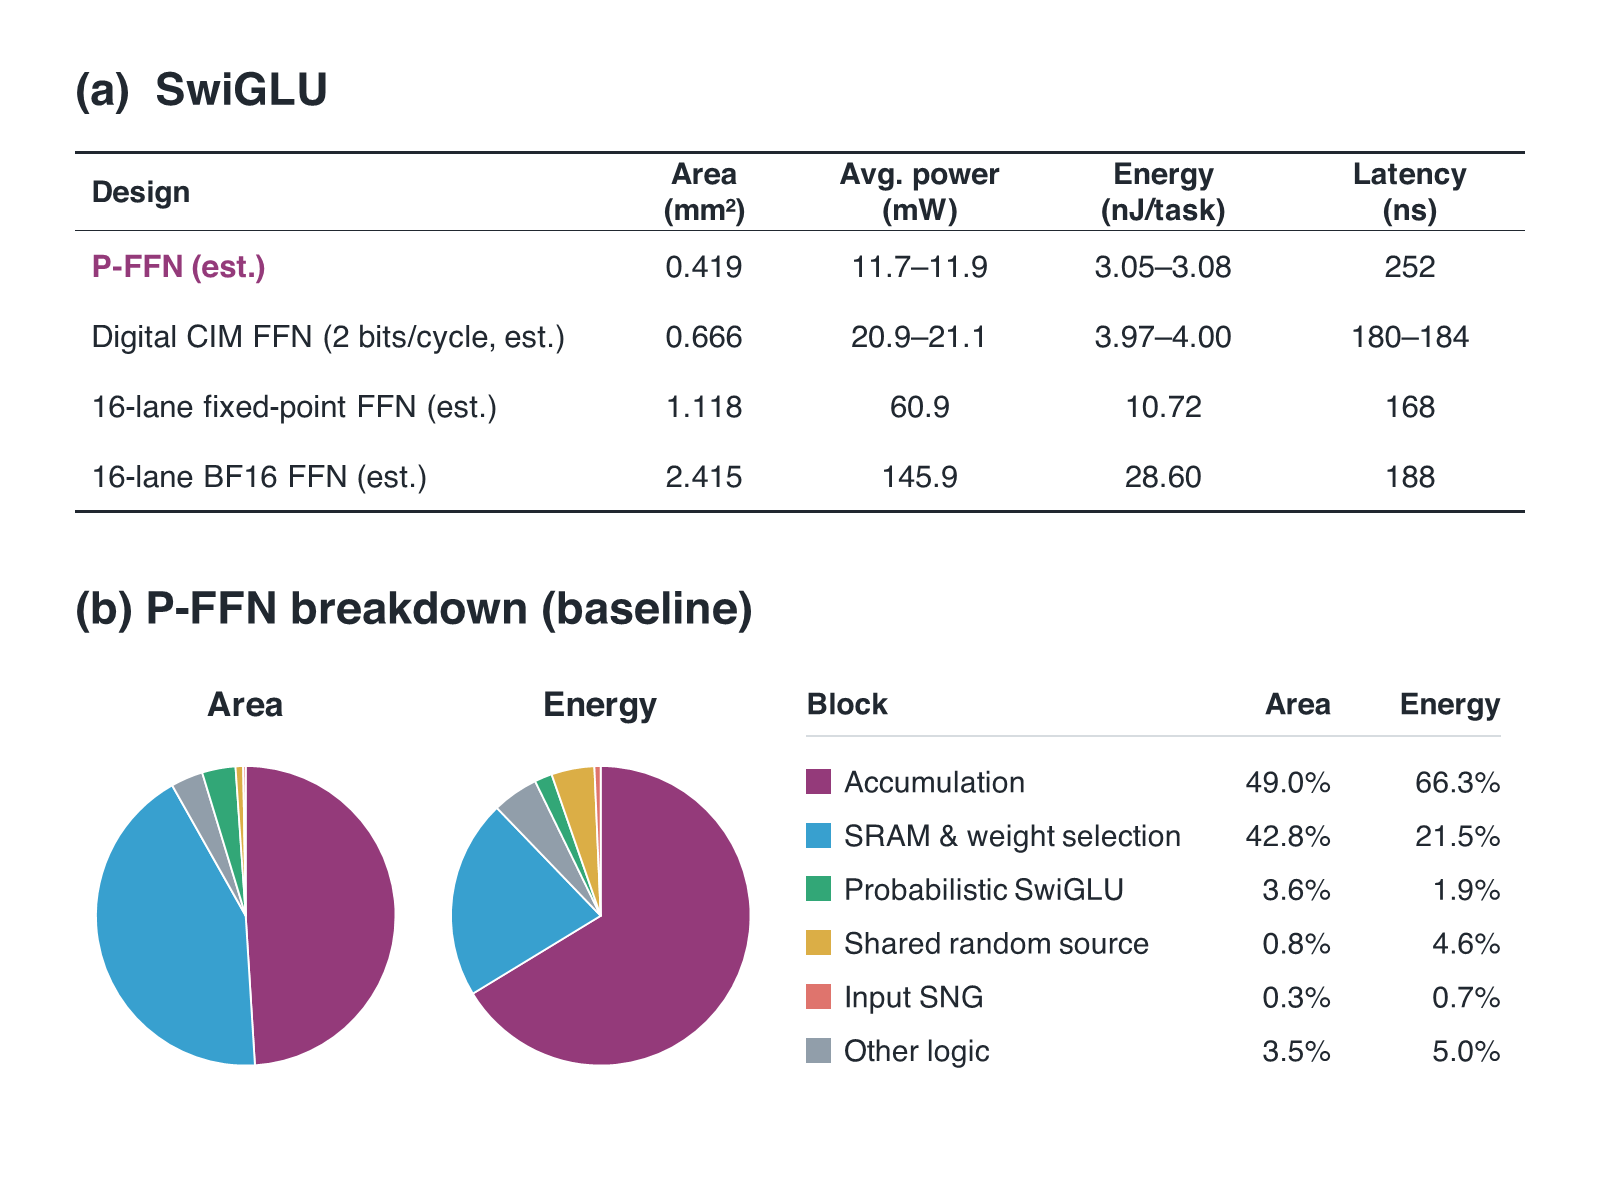 (a) SwiGLU
Design Area (mm²) Avg. power (mW) Energy (nJ/task) Latency (ns)
P-FFN (est.) 0.419 11.7–11.9 3.05–3.08 252
Digital CIM FFN (2 bits/cycle, est.) 0.666 20.9–21.1 3.97–4.00 180–184
16-lane fixed-point FFN (est.) 1.118 60.9 10.72 168
16-lane BF16 FFN (est.) 2.415 145.9 28.60 188
(b) P-FFN breakdown (baseline)
Area Energy
Block Area Energy
Accumulation 49.0% 66.3%
SRAM & weight selection 42.8% 21.5%
Probabilistic SwiGLU 3.6% 1.9%
Shared random source 0.8% 4.6%
Input SNG 0.3% 0.7%
Other logic 3.5% 5.0%